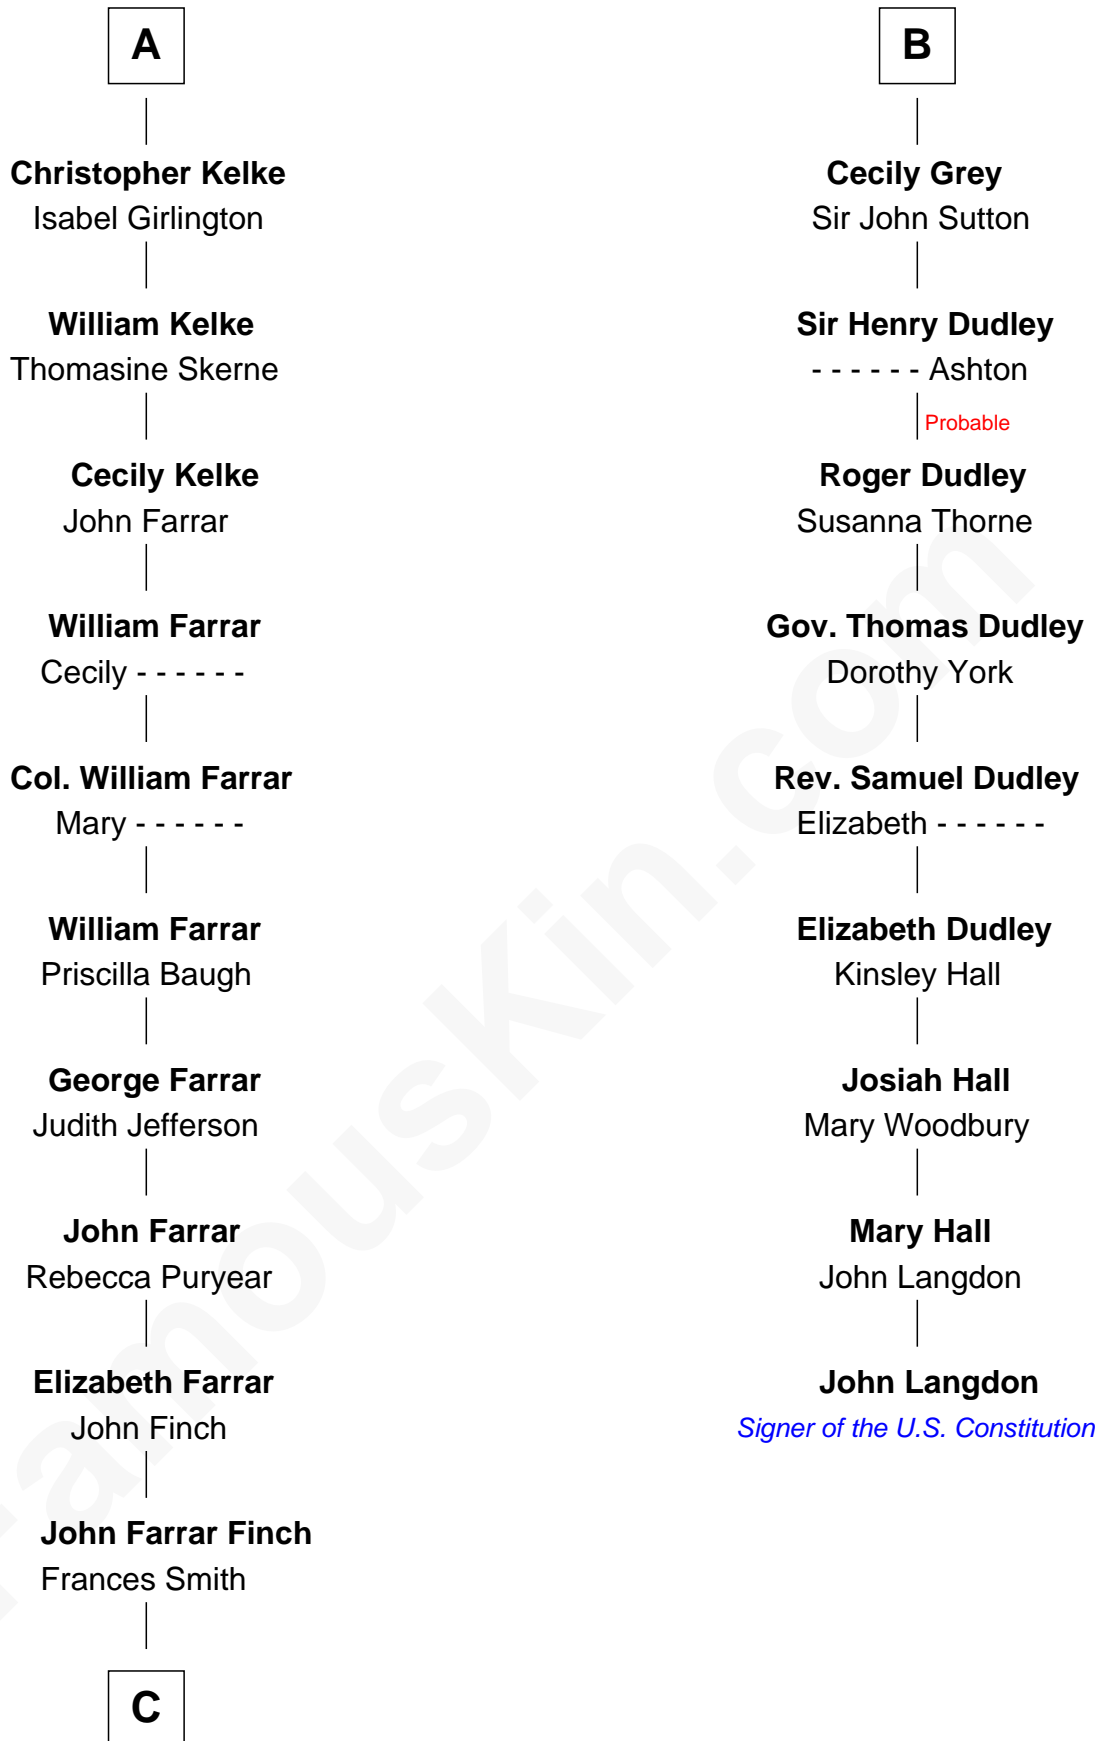 A
Christopher Kelke
Isabel Girlington
William Kelke
Thomasine Skerne
Cecily Kelke
John Farrar
William Farrar
Cecily - - - - - -
Col. William Farrar
Mary - - - - - -
William Farrar
Priscilla Baugh
George Farrar
Judith Jefferson
John Farrar
Rebecca Puryear
Elizabeth Farrar
John Finch
John Farrar Finch
Frances Smith
C
B
Cecily Grey
Sir John Sutton
Sir Henry Dudley
- - - - - - Ashton
Probable
Roger Dudley
Susanna Thorne
Gov. Thomas Dudley
Dorothy York
Rev. Samuel Dudley
Elizabeth - - - - - -
Elizabeth Dudley
Kinsley Hall
Josiah Hall
Mary Woodbury
Mary Hall
John Langdon
John Langdon
Signer of the U.S. Constitution
FamousKin.com